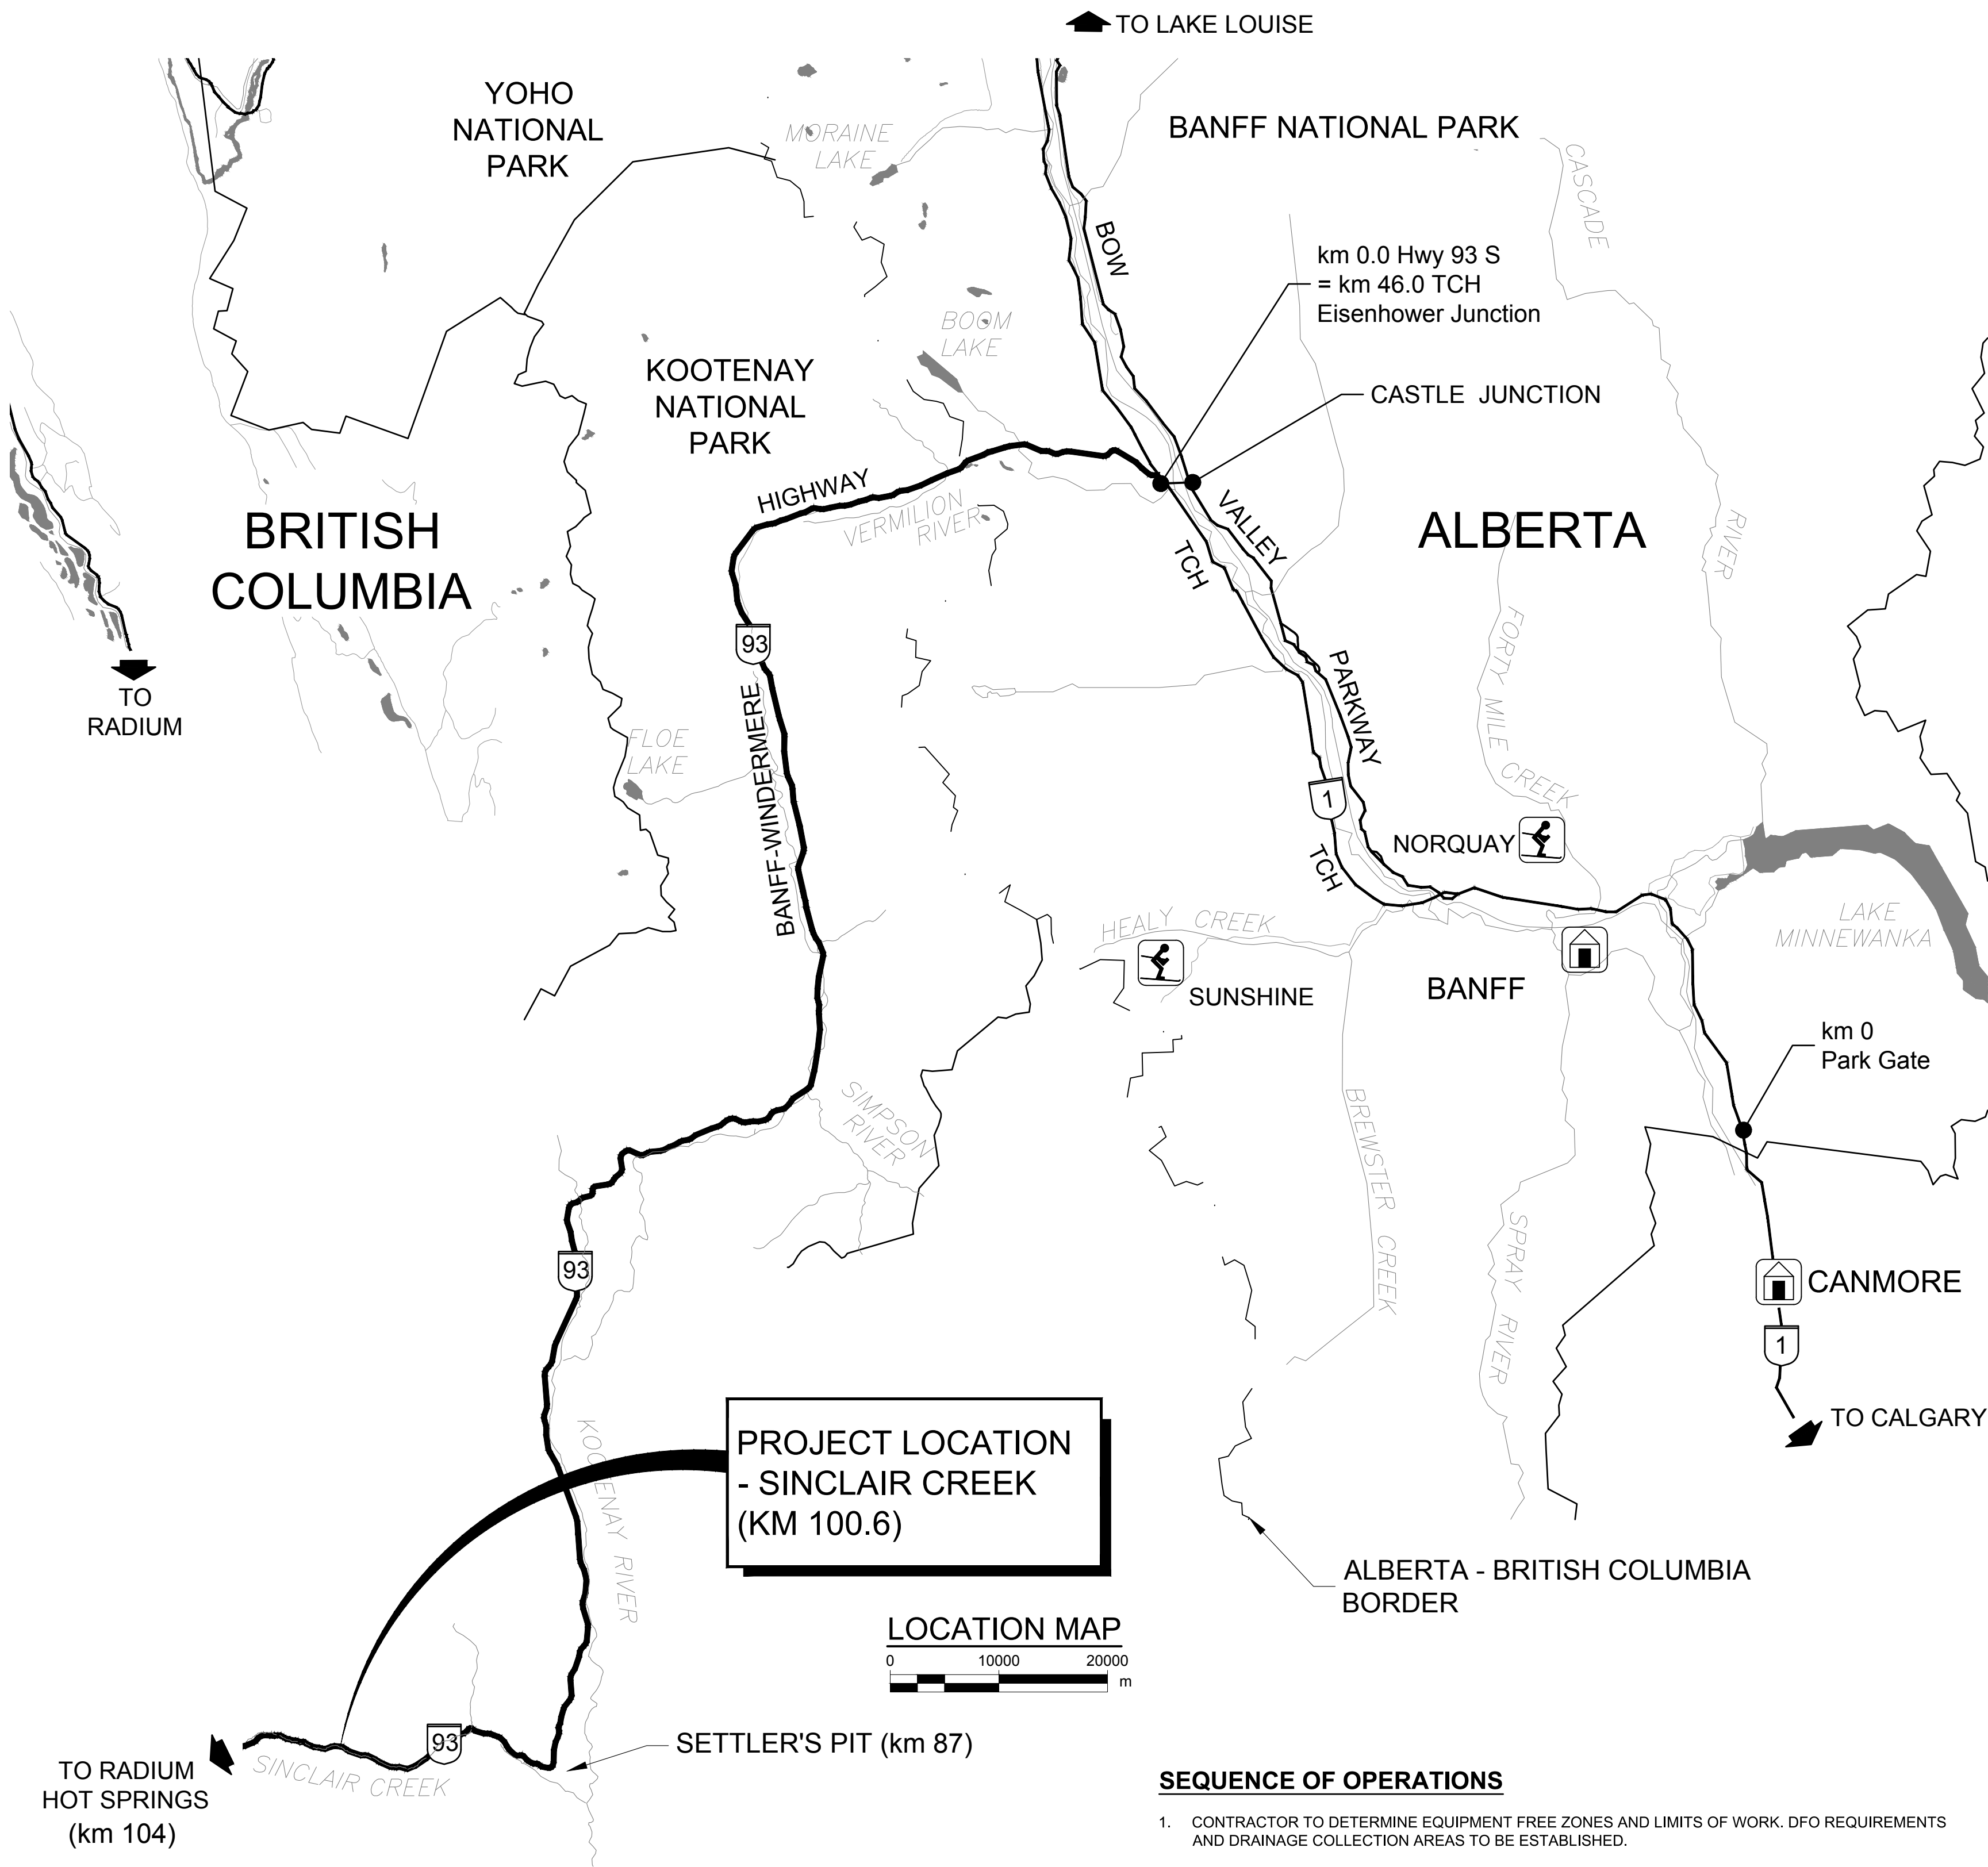 TO LAKE LOUISE
YOHO
NATIONAL
PARK
MORAINE
LAKE
BANFF NATIONAL PARK
CASCADE
RIVER
BOW
VALLEY
PARKWAY
km 0.0 Hwy 93 S
= km 46.0 TCH
Eisenhower Junction
BOOM
LAKE
KOOTENAY
NATIONAL
PARK
CASTLE JUNCTION
HIGHWAY
VERMILION
RIVER
BRITISH
COLUMBIA
ALBERTA
TCH
FORTY MILE CREEK
93
TO
RADIUM
BANFF-WINDERMERE
FLOE
LAKE
1
TCH
NORQUAY
HEALY CREEK
SUNSHINE
BANFF
LAKE
MINNEWANKA
km 0
Park Gate
SIMPSON
RIVER
BREWSTER CREEK
SPRAY RIVER
93
CANMORE
1
TO CALGARY
KOOTENAY RIVER
PROJECT LOCATION
- SINCLAIR CREEK
(KM 100.6)
ALBERTA - BRITISH COLUMBIA
BORDER
LOCATION MAP
0 10000 20000
m
93
SETTLER'S PIT (km 87)
SINCLAIR CREEK
TO RADIUM
HOT SPRINGS
(km 104)
SEQUENCE OF OPERATIONS
1. CONTRACTOR TO DETERMINE EQUIPMENT FREE ZONES AND LIMITS OF WORK. DFO REQUIREMENTS
AND DRAINAGE COLLECTION AREAS TO BE ESTABLISHED.